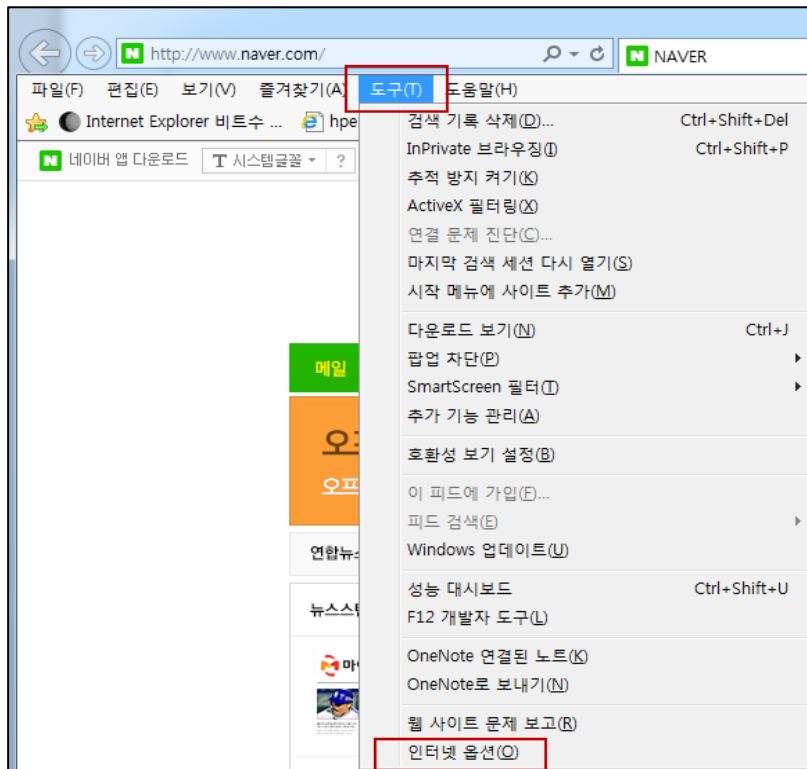 http://www.naver.com/ NAVER
파일(F) 편집(E) 보기(V) 즐겨찾기(A) 도구(T) 도움말(H)
Internet Explorer 비트수 ... hpe
네이버 앱 다운로드 T 시스템글꼴 ?
검색 기록 삭제(D)... Ctrl+Shift+Del
InPrivate 브라우징(I) Ctrl+Shift+P
추적 방지 켜기(K)
ActiveX 필터링(X)
연결 문제 진단(C)...
마지막 검색 세션 다시 열기(S)
시작 메뉴에 사이트 추가(M)
다운로드 보기(N) Ctrl+J
팝업 차단(P)
SmartScreen 필터(T)
추가 기능 관리(A)
호환성 보기 설정(B)
이 피드에 가입(F)...
피드 검색(E)
Windows 업데이트(U)
성능 대시보드 Ctrl+Shift+U
F12 개발자 도구(L)
OneNote 연결된 노트(K)
OneNote로 보내기(N)
웹 사이트 문제 보고(R)
인터넷 옵션(O)
메일
오프
연합뉴스
뉴스스탠
마이